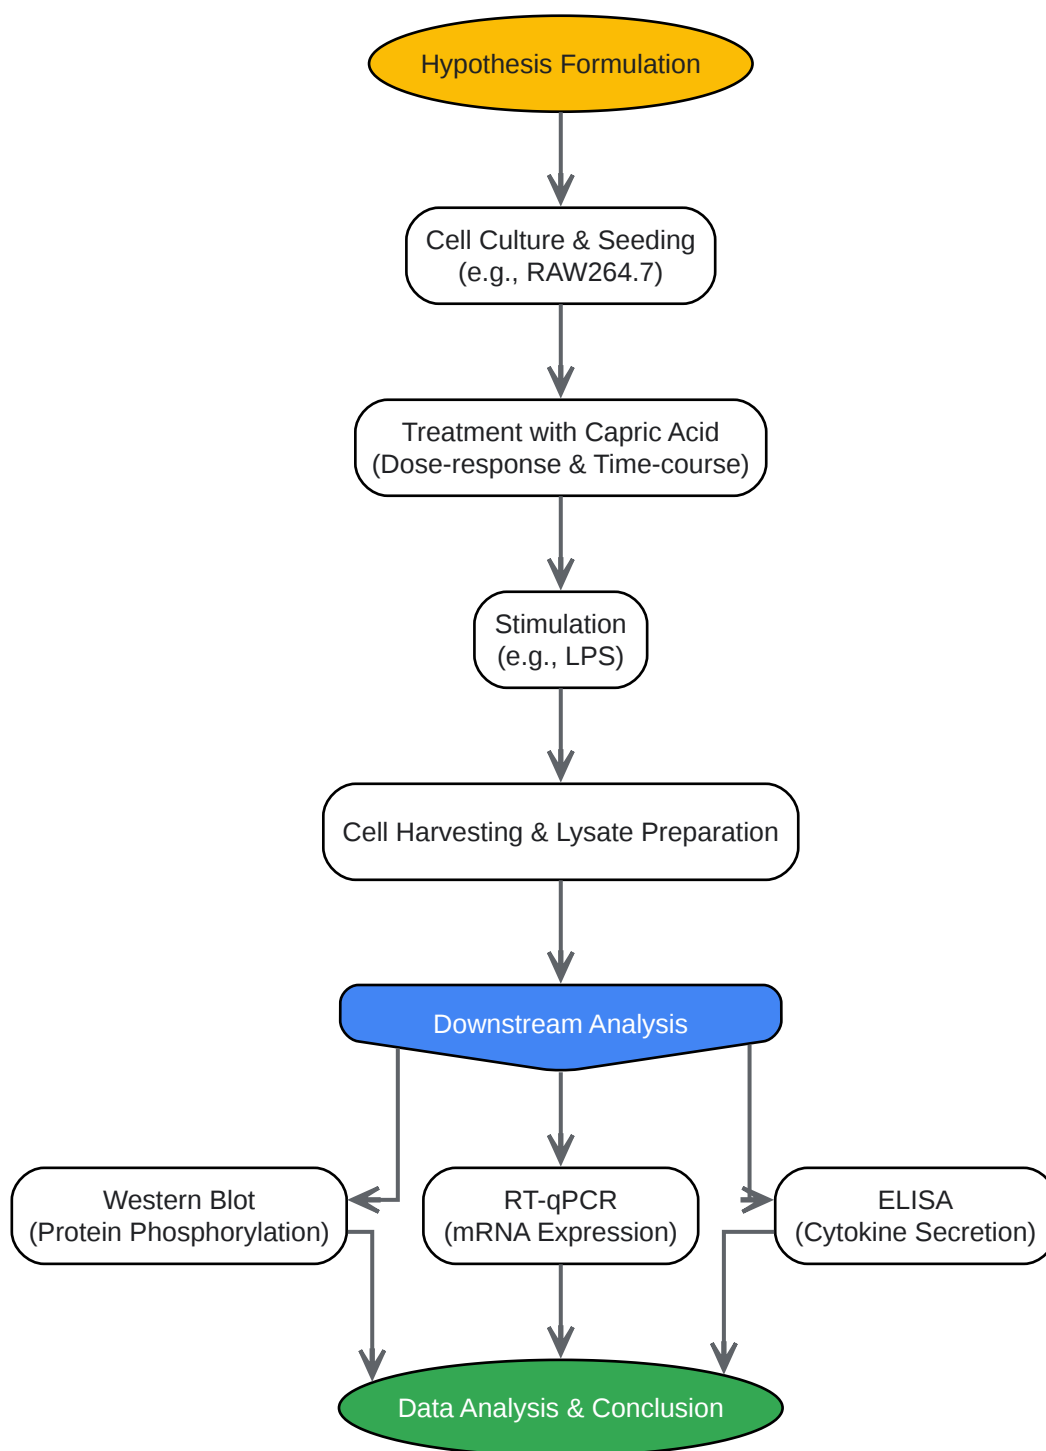 Hypothesis Formulation
Cell Culture & Seeding
(e.g., RAW264.7)
Treatment with Capric Acid
(Dose-response & Time-course)
Stimulation
(e.g., LPS)
Cell Harvesting & Lysate Preparation
Downstream Analysis
Western Blot
(Protein Phosphorylation)
RT-qPCR
(mRNA Expression)
ELISA
(Cytokine Secretion)
Data Analysis & Conclusion